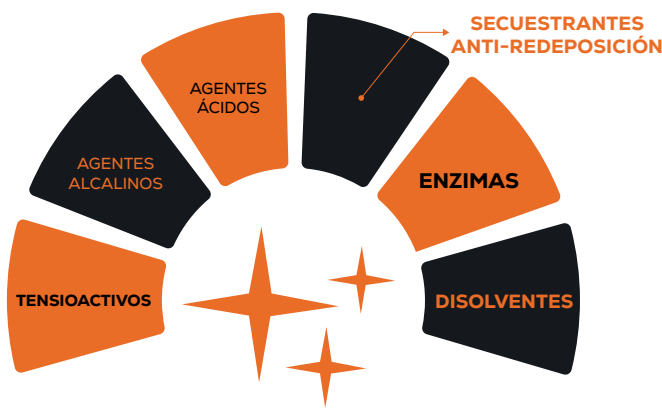 SECUESTRANTES
ANTI-REDEPOSICIÓN
AGENTES
ÁCIDOS
AGENTES
ALCALINOS
ENZIMAS
TENSIOACTIVOS
DISOLVENTES